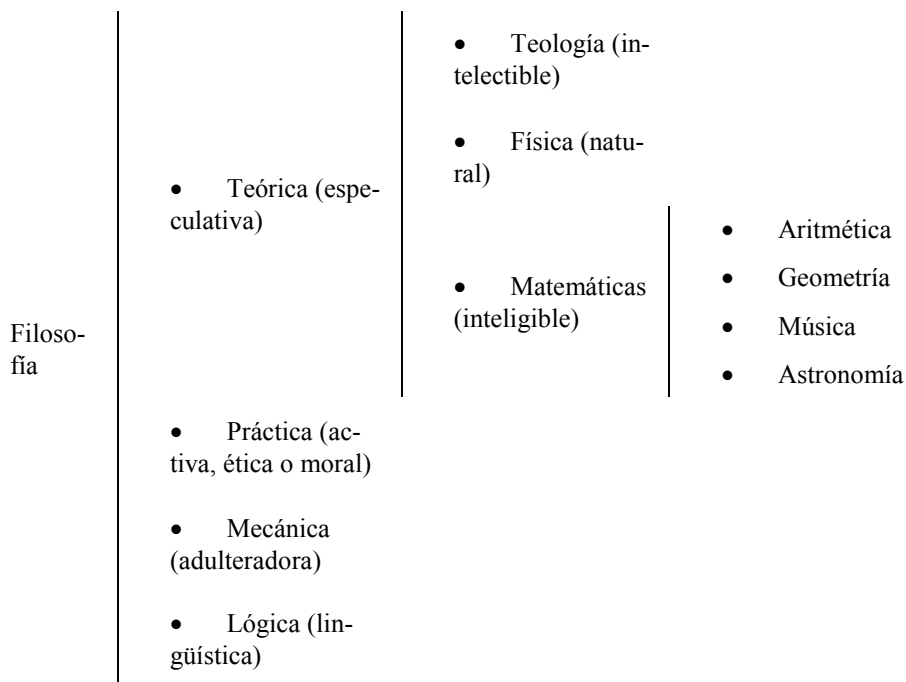 Filoso-
fía
• Teórica (espe-
culativa)
• Teología (in-
telectible)
• Física (natu-
ral)
• Matemáticas
(inteligible)
• Aritmética
• Geometría
• Música
• Astronomía
• Práctica (ac-
tiva, ética o moral)
• Mecánica
(adulteradora)
• Lógica (lin-
güística)